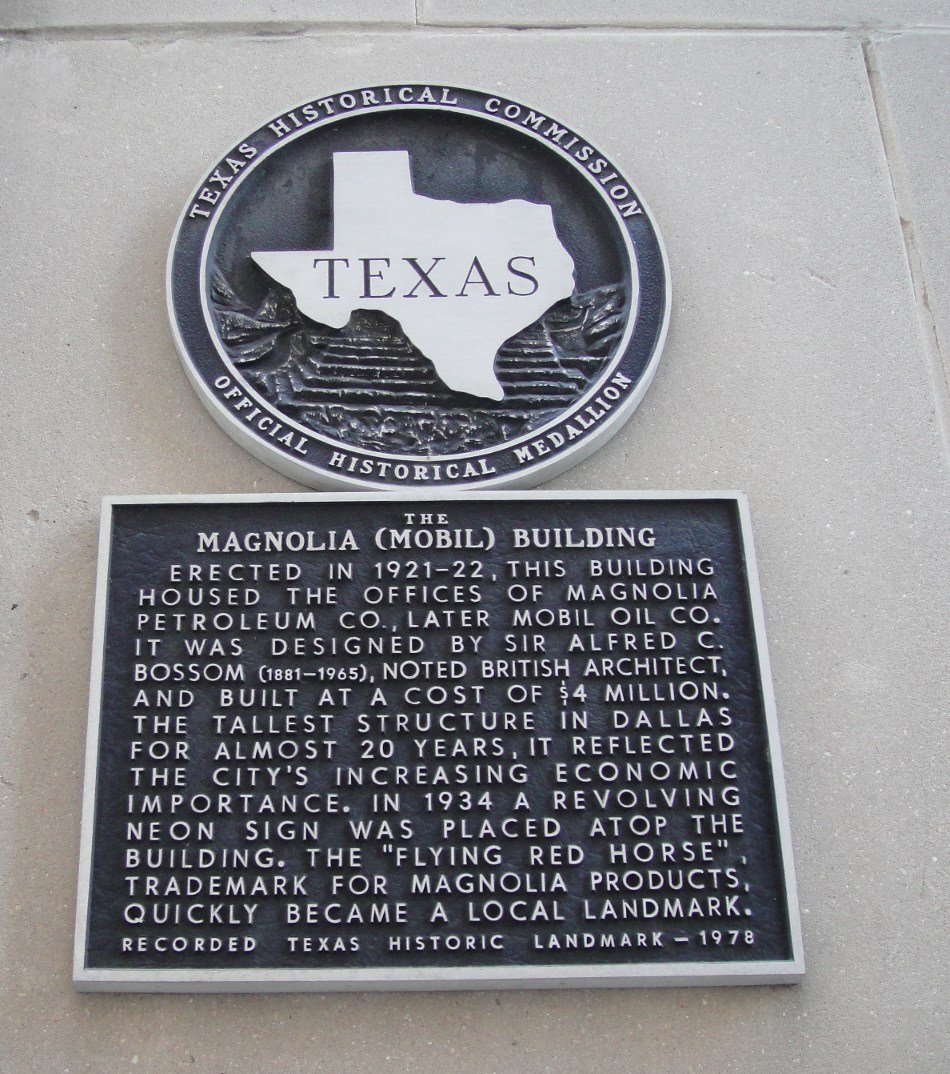 TEXAS HISTORICAL COMMISSION
TEXAS
OFFICIAL HISTORICAL MEDALLION
THE
MAGNOLIA (MOBIL) BUILDING
ERECTED IN 1921-22, THIS BUILDING
HOUSED THE OFFICES OF MAGNOLIA
PETROLEUM CO., LATER MOBIL OIL CO.
IT WAS DESIGNED BY SIR ALFRED C.
BOSSOM (1881-1965), NOTED BRITISH ARCHITECT,
AND BUILT AT A COST OF $4 MILLION.
THE TALLEST STRUCTURE IN DALLAS
FOR ALMOST 20 YEARS, IT REFLECTED
THE CITY'S INCREASING ECONOMIC
IMPORTANCE. IN 1934 A REVOLVING
NEON SIGN WAS PLACED ATOP THE
BUILDING. THE "FLYING RED HORSE",
TRADEMARK FOR MAGNOLIA PRODUCTS,
QUICKLY BECAME A LOCAL LANDMARK.
RECORDED TEXAS HISTORIC LANDMARK - 1978